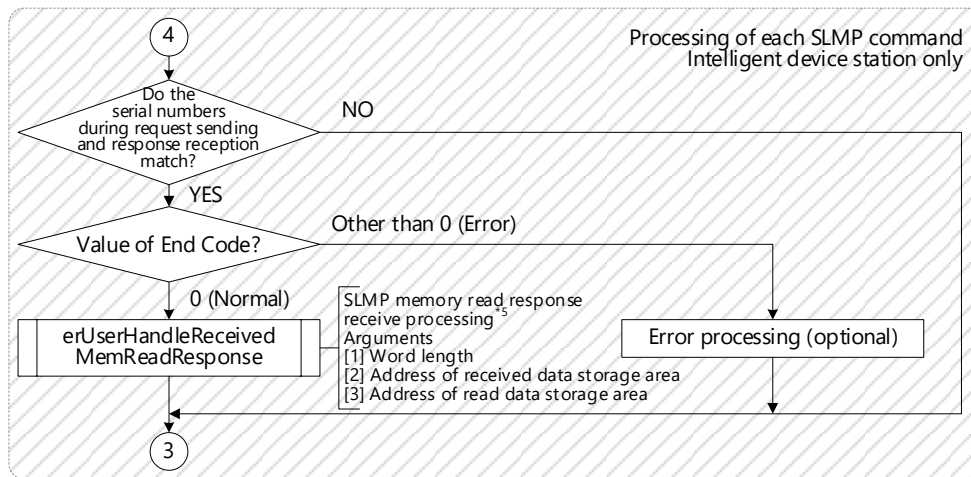 4
Processing of each SLMP command
Intelligent device station only
Do the
serial numbers
during request sending
and response reception
match?
NO
YES
Value of End Code?
Other than 0 (Error)
0 (Normal)
erUserHandleReceived
MemReadResponse
SLMP memory read response
receive processing*5
Arguments
[1] Word length
[2] Address of received data storage area
[3] Address of read data storage area
Error processing (optional)
3